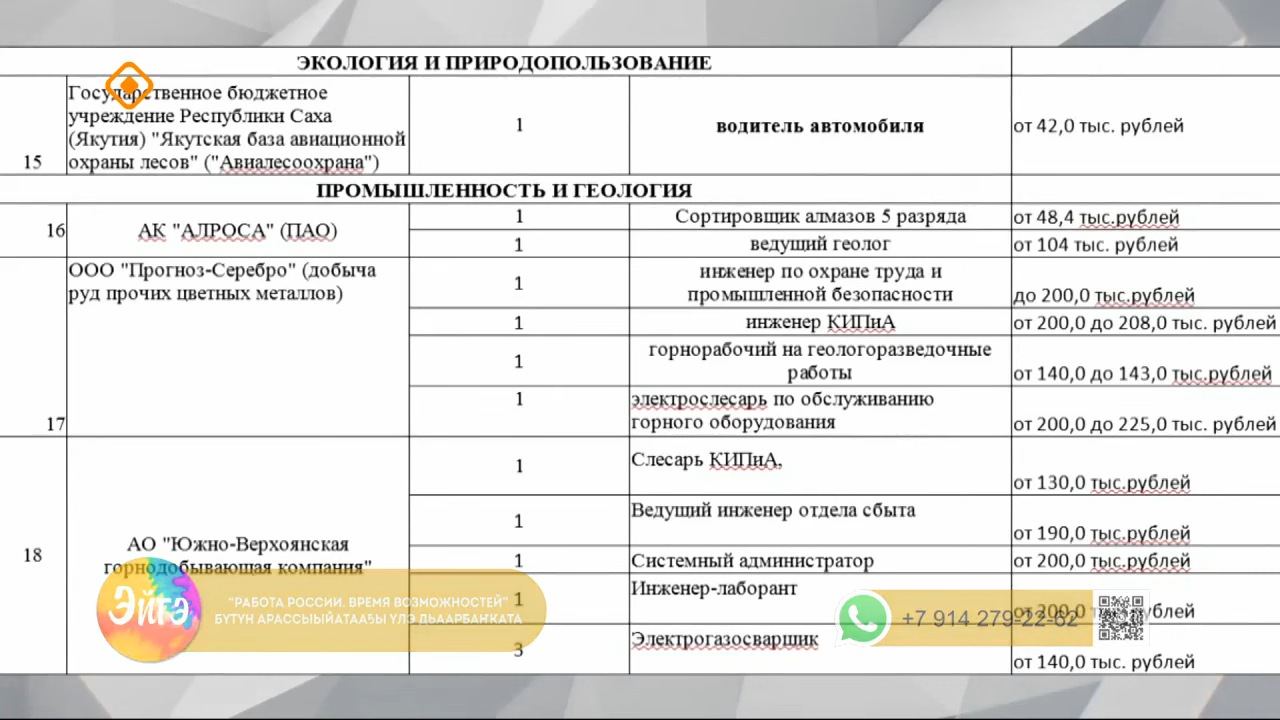 ЭКОЛОГИЯ И ПРИРОДОПОЛЬЗОВАНИЕ
15
Государственное бюджетное
учреждение Республики Саха
(Якутия) "Якутская база авиационной
охраны лесов" ("Авиалесоохрана")
1
водитель автомобиля
от 42,0 тыс. рублей
ПРОМЫШЛЕННОСТЬ И ГЕОЛОГИЯ
16
АК "АЛРОСА" (ПАО)
1
Сортировщик алмазов 5 разряда
от 48,4 тыс.рублей
1
ведущий геолог
от 104 тыс. рублей
17
ООО "Прогноз-Серебро" (добыча
руд прочих цветных металлов)
1
инженер по охране труда и
промышленной безопасности
до 200,0 тыс.рублей
1
инженер КИПиА
от 200,0 до 208,0 тыс. рублей
1
горнорабочий на геологоразведочные
работы
от 140,0 до 143,0 тыс.рублей
1
электрослесарь по обслуживанию
горного оборудования
от 200,0 до 225,0 тыс. рублей
18
АО "Южно-Верхоянская
горнодобывающая компания"
1
Слесарь КИПиА,
от 130,0 тыс.рублей
1
Ведущий инженер отдела сбыта
от 190,0 тыс.рублей
1
Системный администратор
от 200,0 тыс.рублей
1
Инженер-лаборант
от 200,0 тыс.рублей
3
Электрогазосварщик
от 140,0 тыс. рублей
Эйгэ
"РАБОТА РОССИИ. ВРЕМЯ ВОЗМОЖНОСТЕЙ"
БҮТҮН АРАССЫЫЙАТААҔЫ ҮЛЭ ДЬААРБАҤКАТА
+7 914 279-22-62